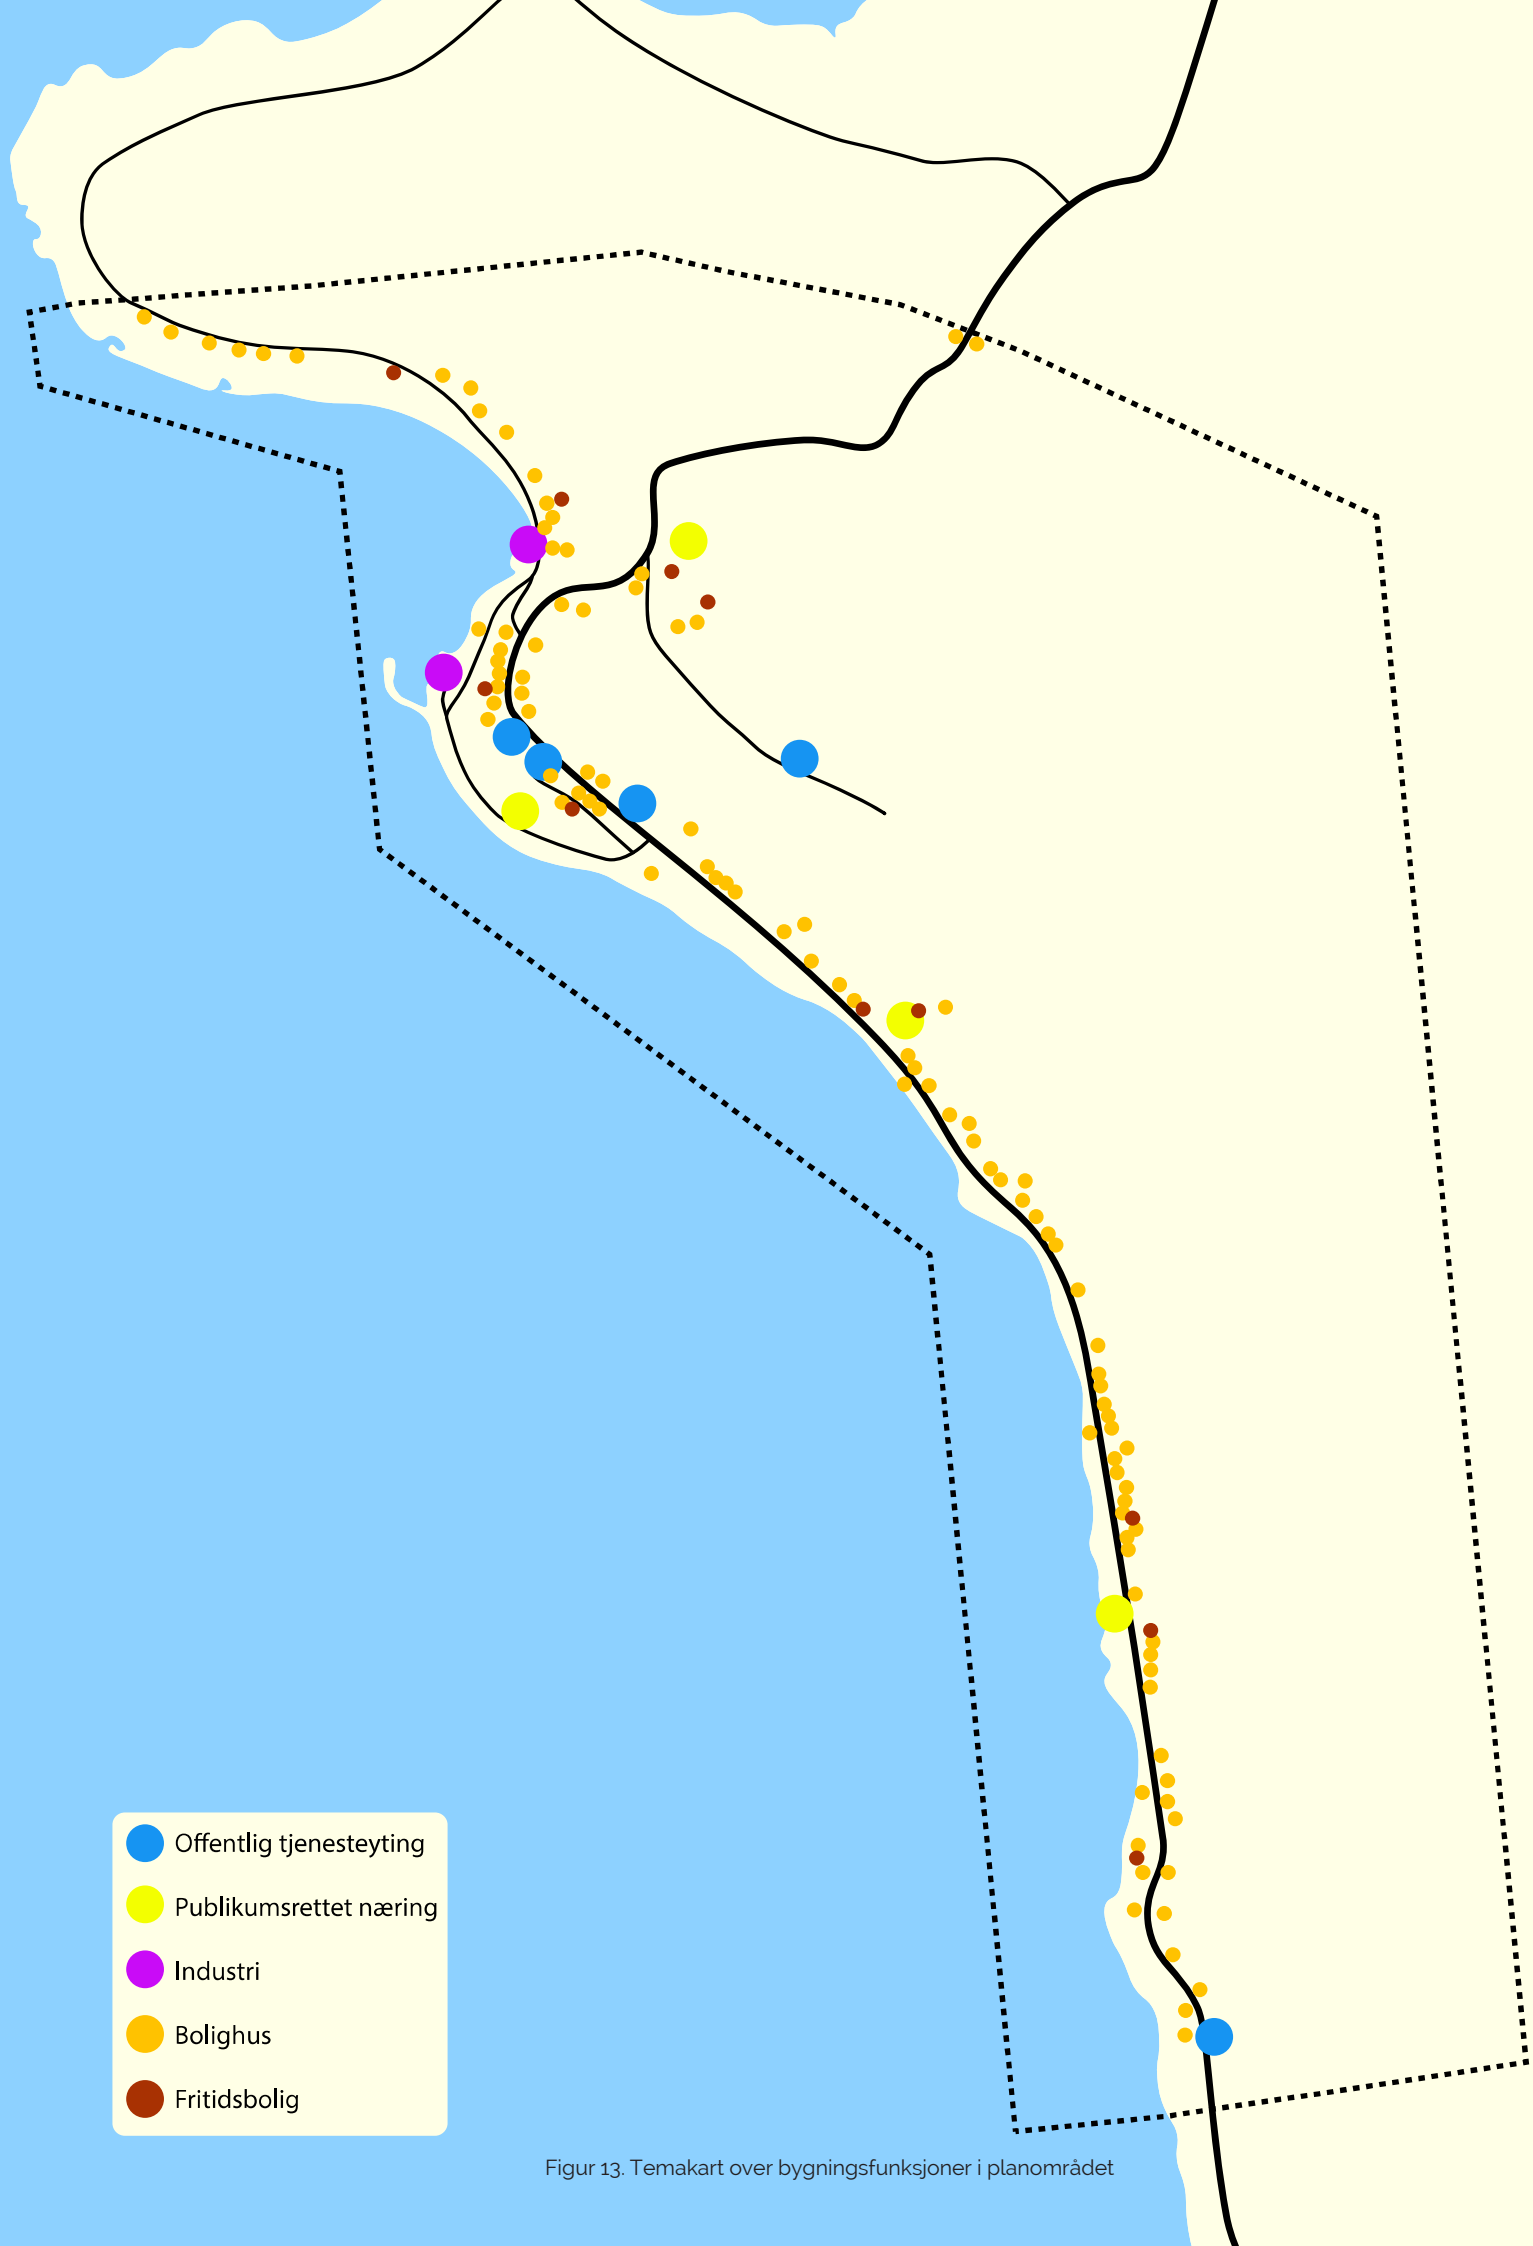 Offentlig tjenesteyting
Publikumsrettet næring
Industri
Bolighus
Fritidsbolig
Figur 13. Temakart over bygningsfunksjoner i planområdet